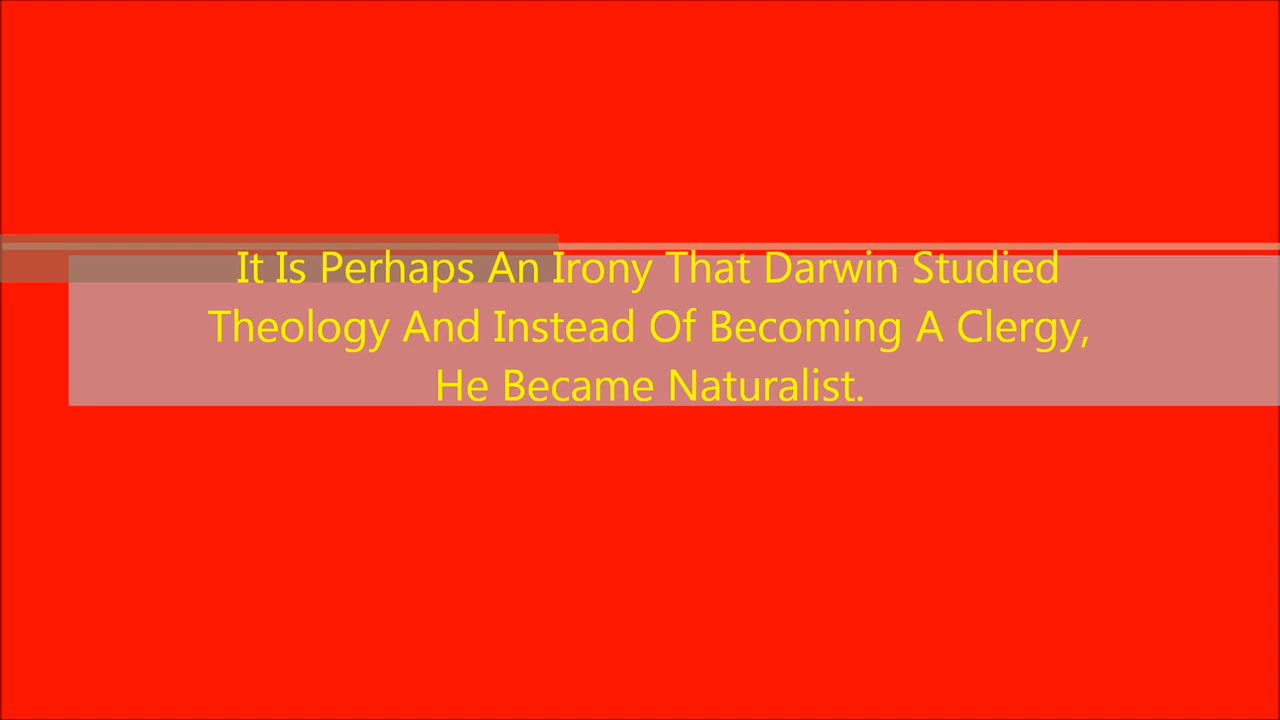 It Is Perhaps An Irony That Darwin Studied
Theology And Instead Of Becoming A Clergy,
He Became Naturalist.